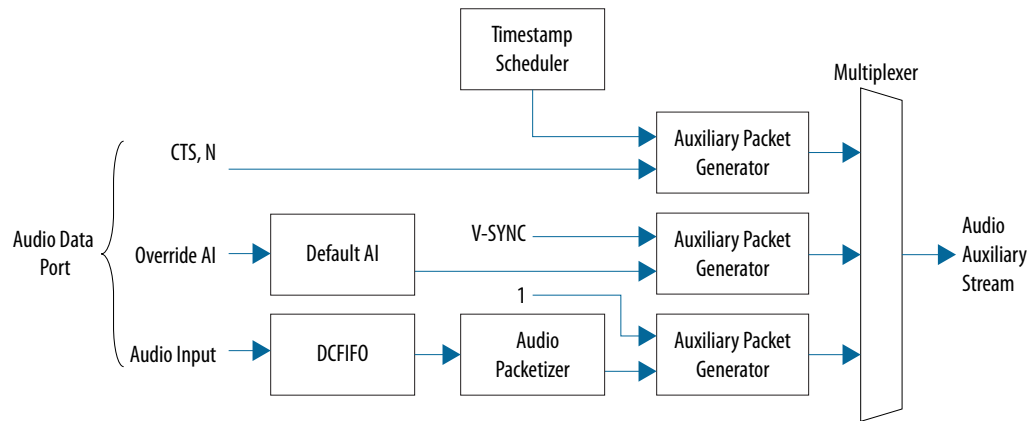 Timestamp
Scheduler
Multiplexer
CTS, N
Auxiliary Packet
Generator
Audio Data
Port
Override AI
Default AI
V-SYNC
Auxiliary Packet
Generator
Audio
Auxiliary
Stream
1
Audio Input
DCFIFO
Audio
Packetizer
Auxiliary Packet
Generator